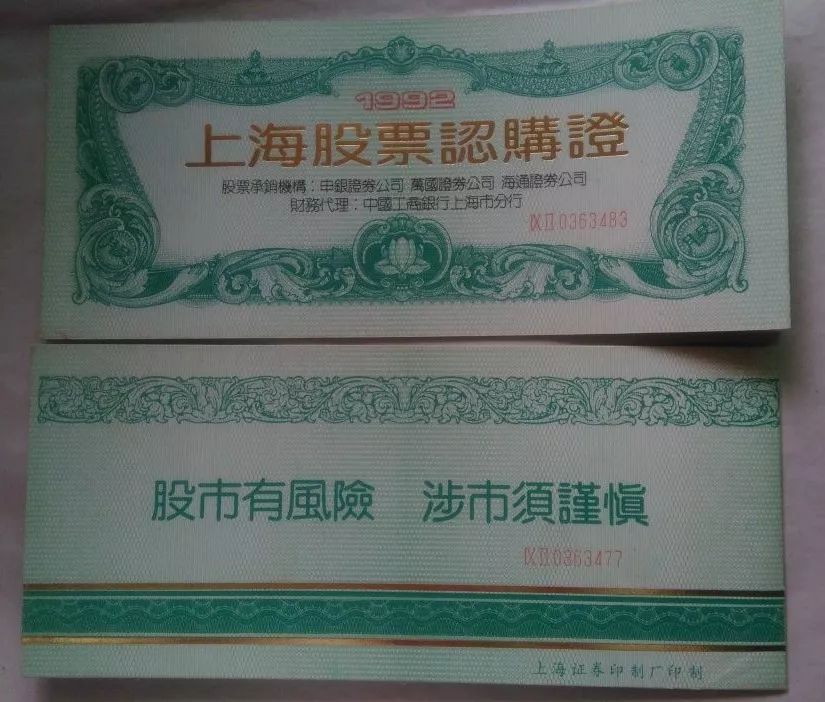 1992
上海股票認購證
股票承銷機構：申銀證券公司 萬國證券公司 海通證券公司
財務代理：中國工商銀行上海市分行
IXII0363483
股市有風險 涉市須謹慎
IXII0363477
上海证券印制厂印制